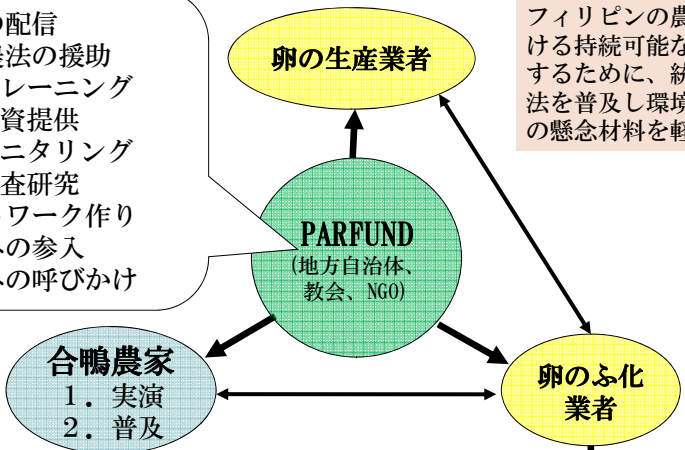 の配信
法の援助
レーニング
資提供
ニタリング
査研究
ワーク作り
への参入
への呼びかけ
卵の生産業者
フィリピンの農
ける持続可能な
するために、統
法を普及し環境
の懸念材料を軽
PARFUND
(地方自治体、
教会、NGO)
合鴨農家
1．実演
2．普及
卵のふ化
業者